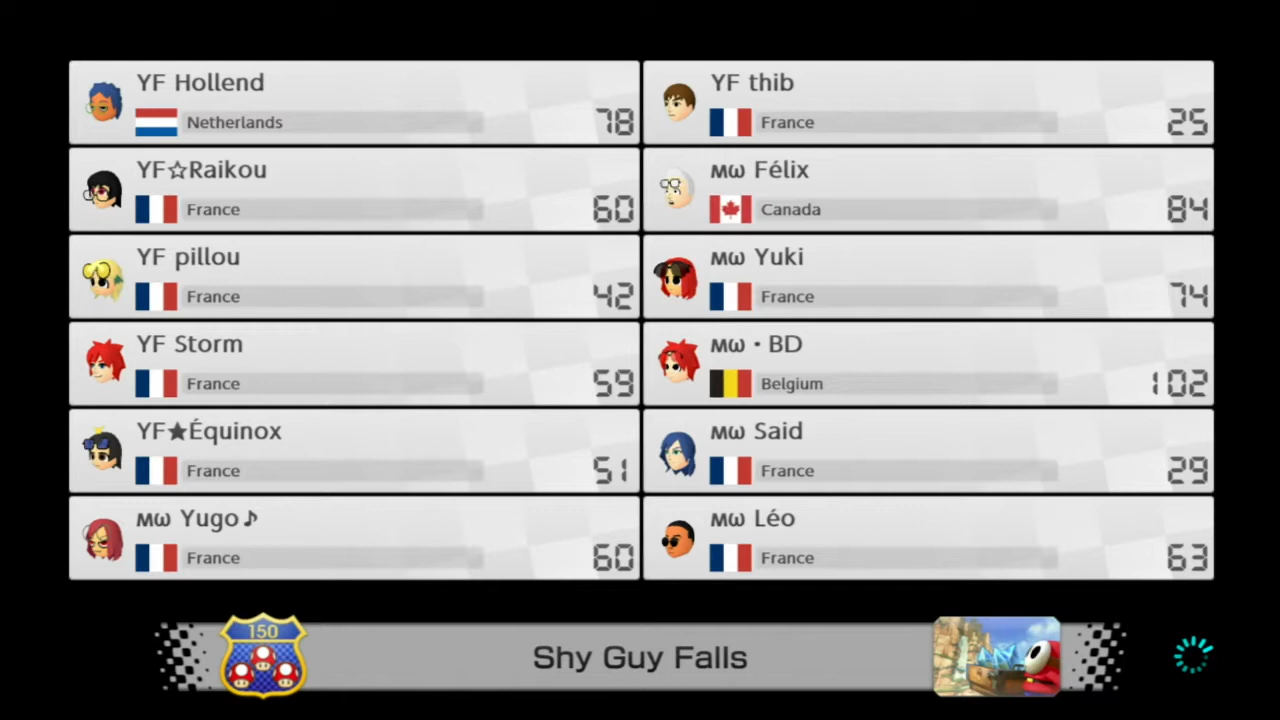 YF Hollend
Netherlands 78
YF☆Raikou
France 60
YF pillou
France 42
YF Storm
France 59
YF★Équinox
France 51
мω Yugo♪
France 60
YF thib
France 25
мω Félix
Canada 84
мω Yuki
France 74
мω・BD
Belgium 102
мω Said
France 29
мω Léo
France 63
150
Shy Guy Falls